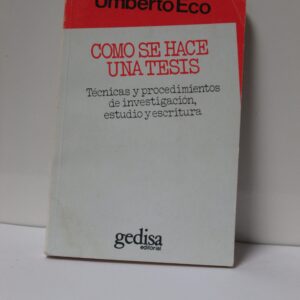 Umberto Eco
COMO SE HACE
UNA TESIS
Técnicas y procedimientos
de investigación,
estudio y escritura
gedisa
editorial